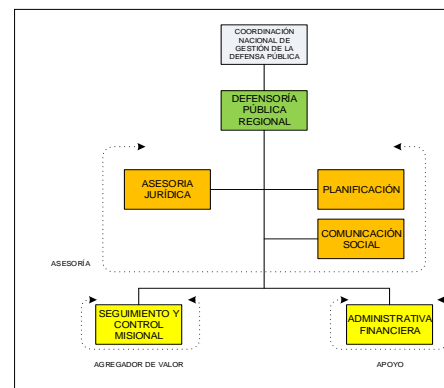 COORDINACIÓN
NACIONAL DE
GESTIÓN DE LA
DEFENSA PÚBLICA
DEFENSORÍA
PÚBLICA
REGIONAL
ASESORIA
JURÍDICA
PLANIFICACIÓN
COMUNICACIÓN
SOCIAL
ASESORÍA
SEGUIMIENTO Y
CONTROL
MISIONAL
ADMINISTRATIVA
FINANCIERA
AGREGADOR DE VALOR
APOYO